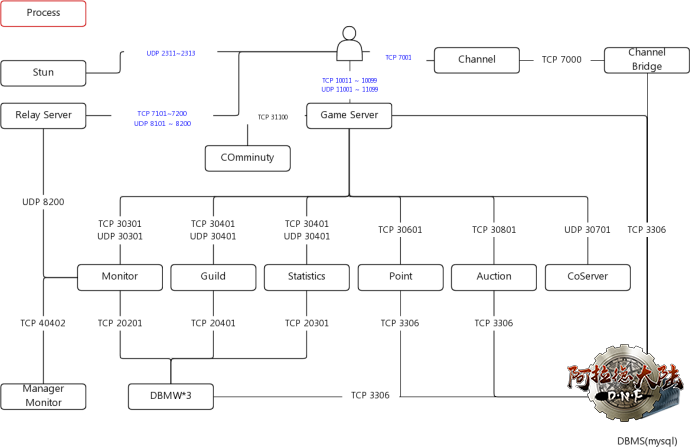 Process
UDP 2311~2313
TCP 7001
Channel
TCP 7000
Channel
Bridge
Stun
TCP 10011 ~ 10099
UDP 11001 ~ 11099
Relay Server
TCP 7101~7200
UDP 8101 ~ 8200
TCP 31100
Game Server
COmminuty
UDP 8200
TCP 30301
UDP 30301
TCP 30401
UDP 30401
TCP 30401
UDP 30401
TCP 30601
TCP 30801
UDP 30701
TCP 3306
Monitor
Guild
Statistics
Point
Auction
CoServer
TCP 40402
TCP 20201
TCP 20401
TCP 20301
TCP 3306
TCP 3306
阿拉德大陆
D·N·F
Manager
Monitor
DBMW*3
TCP 3306
DBMS(mysql)